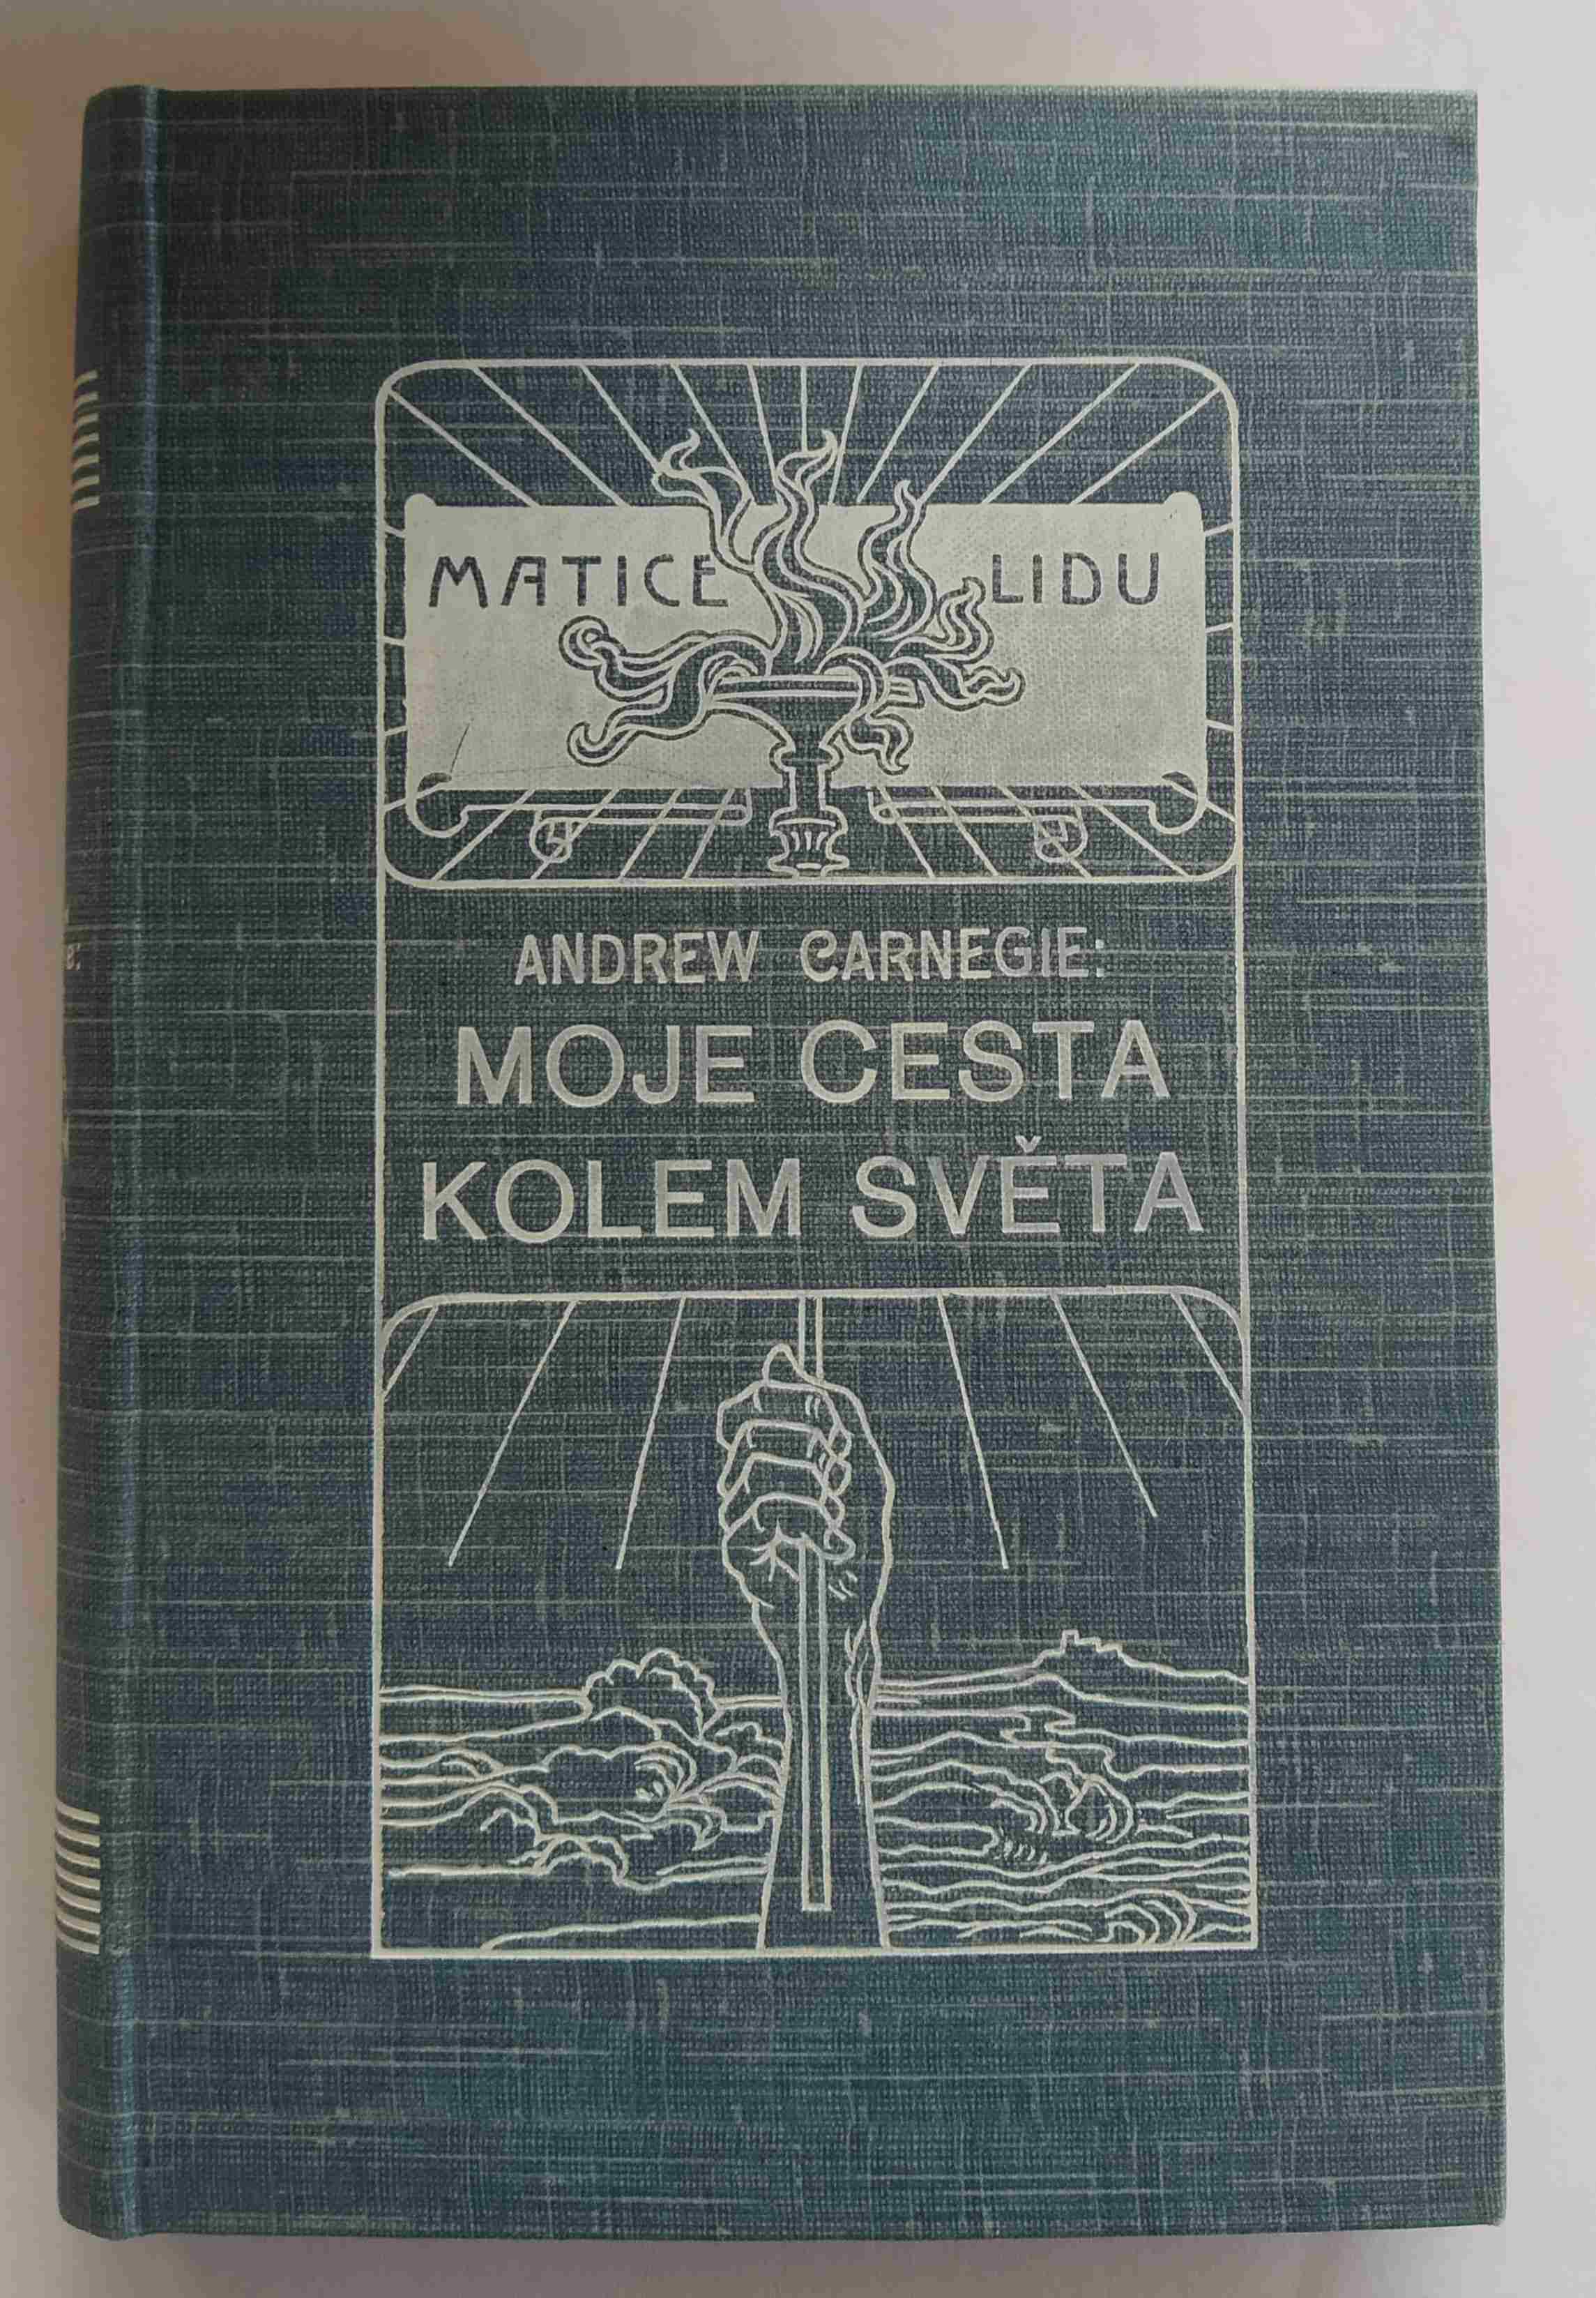 MATICE LIDU
ANDREW CARNEGIE:
MOJE CESTA
KOLEM SVĚTA